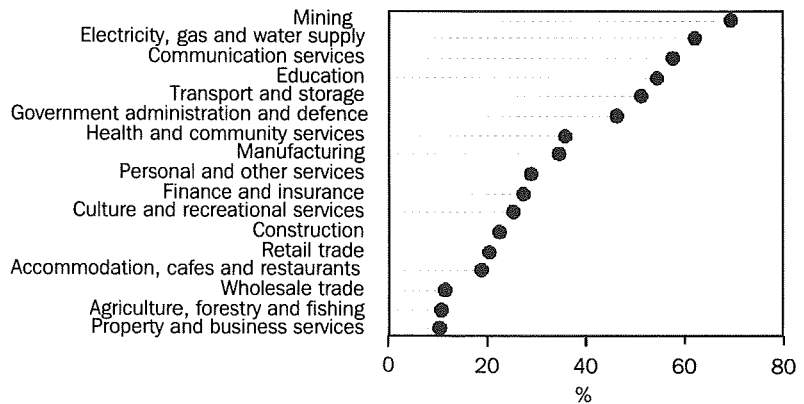 Mining
Electricity, gas and water supply
Communication services
Education
Transport and storage
Government administration and defence
Health and community services
Manufacturing
Personal and other services
Finance and insurance
Culture and recreational services
Construction
Retail trade
Accommodation, cafes and restaurants
Wholesale trade
Agriculture, forestry and fishing
Property and business services
0 20 40 60 80
%